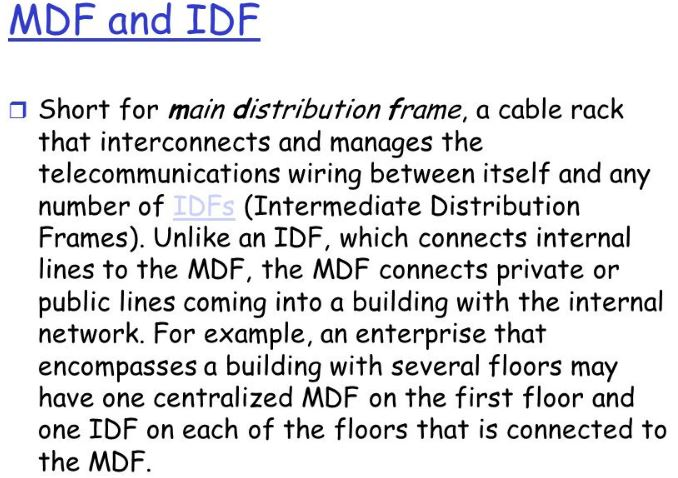 MDF and IDF
Short for main distribution frame, a cable rack
that interconnects and manages the
telecommunications wiring between itself and any
number of IDFs (Intermediate Distribution
Frames). Unlike an IDF, which connects internal
lines to the MDF, the MDF connects private or
public lines coming into a building with the internal
network. For example, an enterprise that
encompasses a building with several floors may
have one centralized MDF on the first floor and
one IDF on each of the floors that is connected to
the MDF.